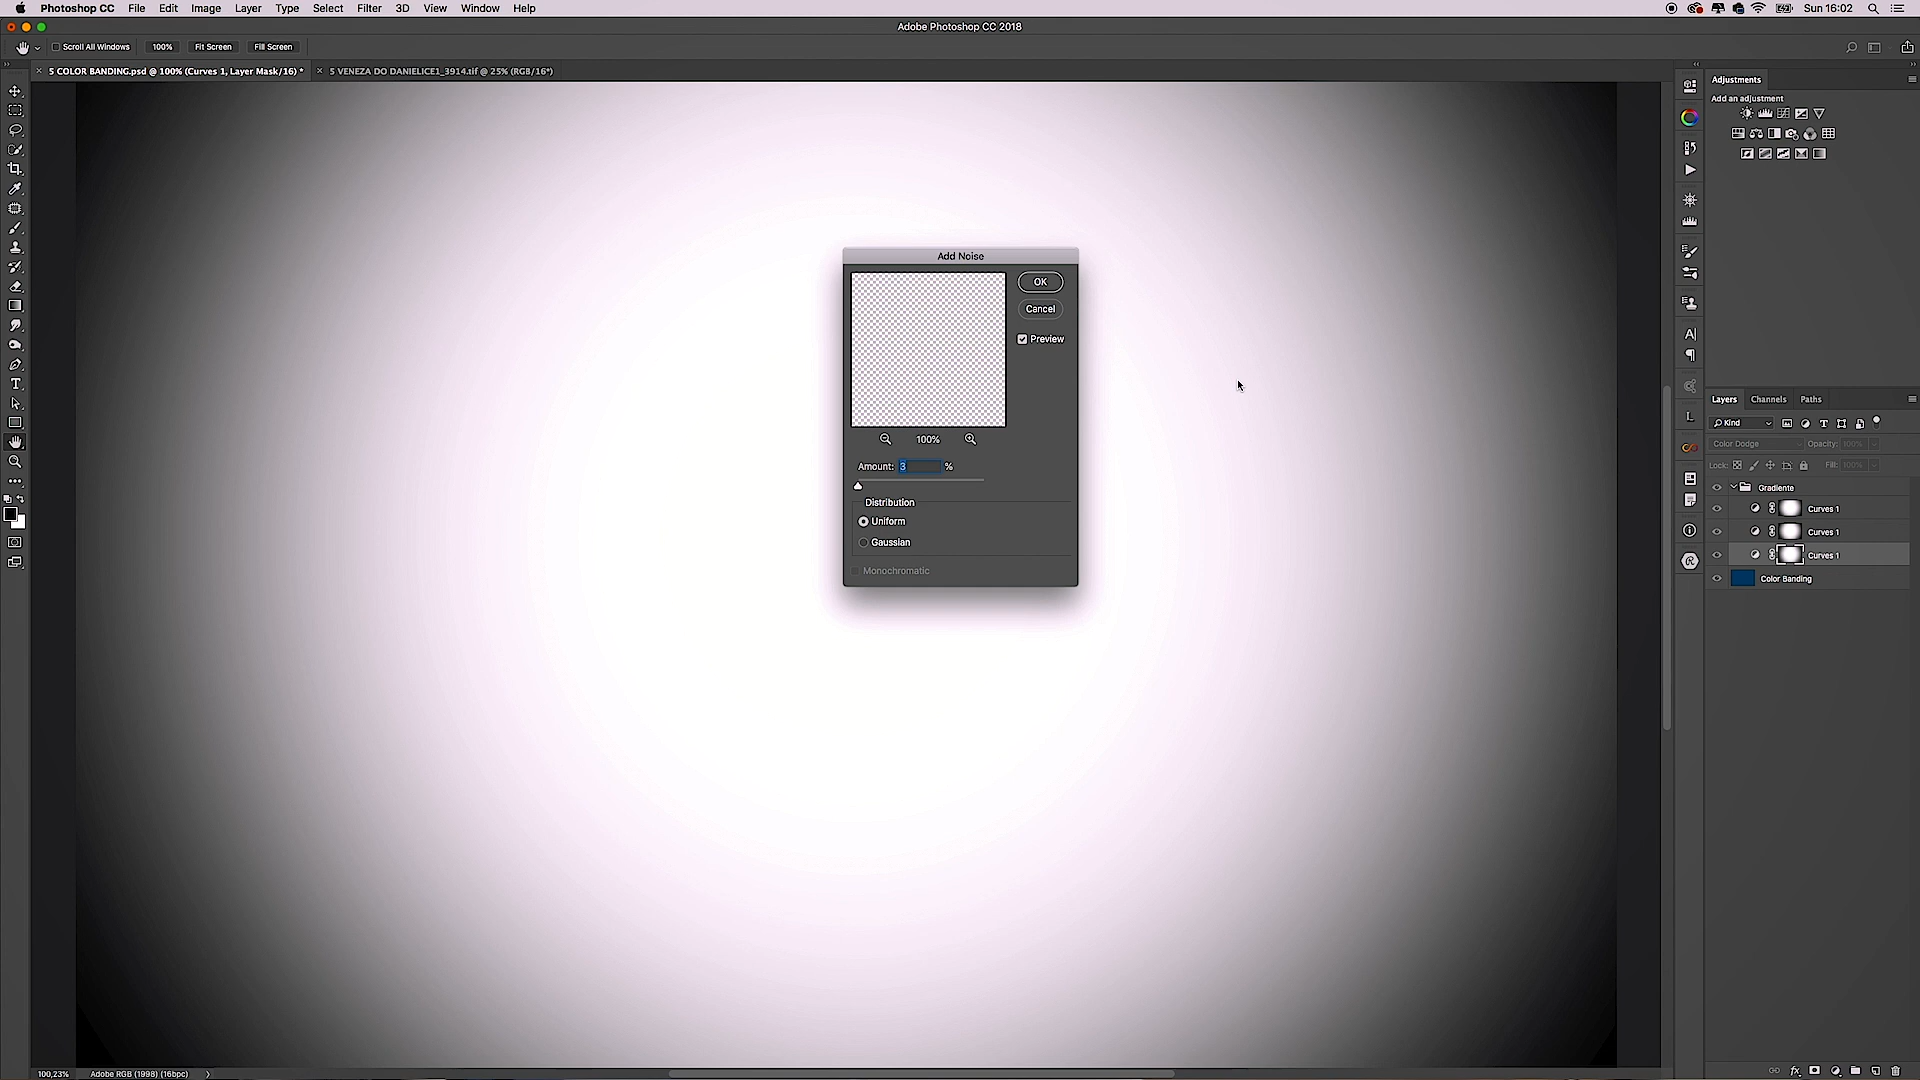 Photoshop CC File Edit Image Layer Type Select Filter 3D View Window Help Sun 16:02
Adobe Photoshop CC 2018
Scroll All Windows 100% Fit Screen Fill Screen
5 COLOR BANDING.psd @ 100% (Curves 1, Layer Mask/16) * 5 VENEZA DO DANIELICE1_3914.tif @ 25% (RGB/16*)
Adjustments
Add an adjustment
Add Noise
OK
Cancel
Preview
100%
Amount: 3 %
Distribution
Uniform
Gaussian
Monochromatic
Layers Channels Paths
Kind
Color Dodge Opacity: 100%
Lock: Fill: 100%
Gradiente
Curves 1
Curves 1
Curves 1
Color Banding
100,23% Adobe RGB (1998) (16bpc)